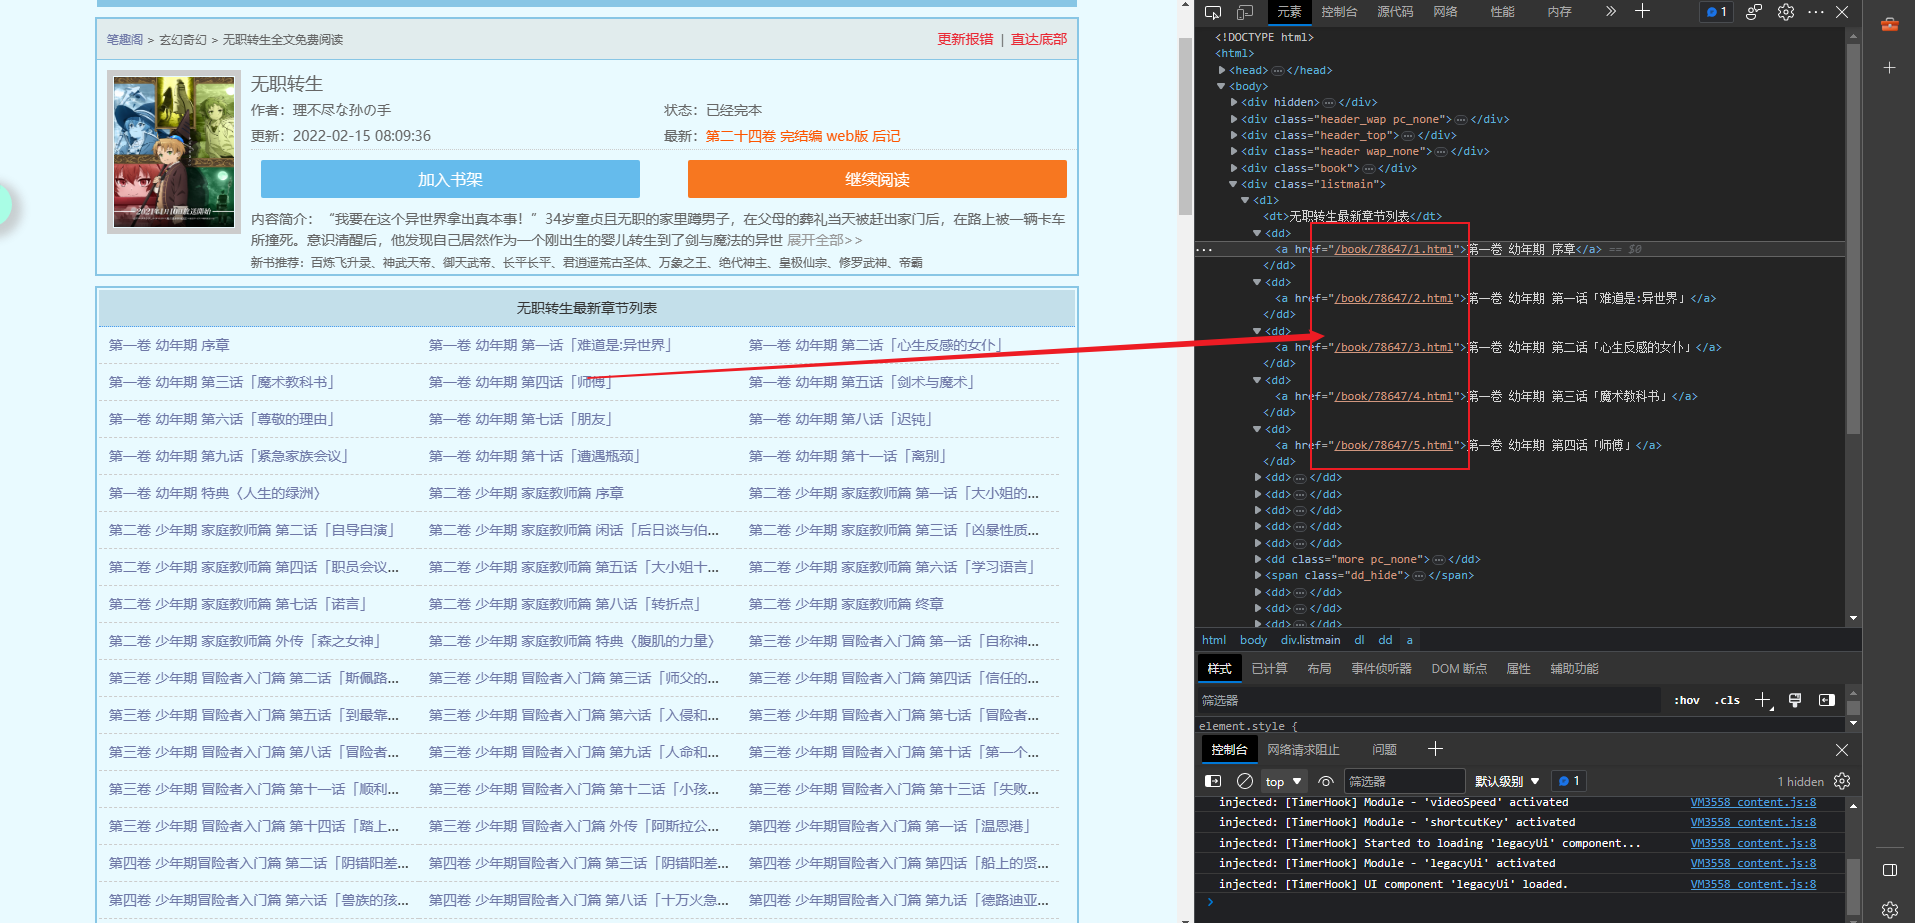 笔趣阁 > 玄幻奇幻 > 无职转生全文免费阅读
更新报错 | 直达底部
无职转生
作者：理不尽な孙の手
状态：已经完本
更新：2022-02-15 08:09:36
最新：第二十四卷 完结编 web版 后记
加入书架
继续阅读
2021年1月10日放送開始
内容简介：“我要在这个异世界拿出真本事！”34岁童贞且无职的家里蹲男子，在父母的葬礼当天被赶出家门后，在路上被一辆卡车
所撞死。意识清醒后，他发现自己居然作为一个刚出生的婴儿转生到了剑与魔法的异世 展开全部>>
新书推荐：百炼飞升录、神武天帝、御天武帝、长平长平、君逍遥荒古圣体、万象之王、绝代神主、皇极仙宗、修罗武神、帝霸
无职转生最新章节列表
第一卷 幼年期 序章
第一卷 幼年期 第一话「难道是:异世界」
第一卷 幼年期 第二话「心生反感的女仆」
第一卷 幼年期 第三话「魔术教科书」
第一卷 幼年期 第四话「师傅」
第一卷 幼年期 第五话「剑术与魔术」
第一卷 幼年期 第六话「尊敬的理由」
第一卷 幼年期 第七话「朋友」
第一卷 幼年期 第八话「迟钝」
第一卷 幼年期 第九话「紧急家族会议」
第一卷 幼年期 第十话「遭遇瓶颈」
第一卷 幼年期 第十一话「离别」
第一卷 幼年期 特典〈人生的绿洲〉
第二卷 少年期 家庭教师篇 序章
第二卷 少年期 家庭教师篇 第一话「大小姐的...
第二卷 少年期 家庭教师篇 第二话「自导自演」
第二卷 少年期 家庭教师篇 闲话「后日谈与伯...
第二卷 少年期 家庭教师篇 第三话「凶暴性质...
第二卷 少年期 家庭教师篇 第四话「职员会议...
第二卷 少年期 家庭教师篇 第五话「大小姐十...
第二卷 少年期 家庭教师篇 第六话「学习语言」
第二卷 少年期 家庭教师篇 第七话「诺言」
第二卷 少年期 家庭教师篇 第八话「转折点」
第二卷 少年期 家庭教师篇 终章
第二卷 少年期 家庭教师篇 外传「森之女神」
第二卷 少年期 家庭教师篇 特典〈腹肌的力量〉
第三卷 少年期 冒险者入门篇 第一话「自称神...
第三卷 少年期 冒险者入门篇 第二话「斯佩路...
第三卷 少年期 冒险者入门篇 第三话「师父的...
第三卷 少年期 冒险者入门篇 第四话「信任的...
第三卷 少年期 冒险者入门篇 第五话「到最靠...
第三卷 少年期 冒险者入门篇 第六话「入侵和...
第三卷 少年期 冒险者入门篇 第七话「冒险者...
第三卷 少年期 冒险者入门篇 第八话「冒险者...
第三卷 少年期 冒险者入门篇 第九话「人命和...
第三卷 少年期 冒险者入门篇 第十话「第一个...
第三卷 少年期 冒险者入门篇 第十一话「顺利...
第三卷 少年期 冒险者入门篇 第十二话「小孩...
第三卷 少年期 冒险者入门篇 第十三话「失败...
第三卷 少年期 冒险者入门篇 第十四话「踏上...
第三卷 少年期 冒险者入门篇 外传「阿斯拉公...
第四卷 少年期冒险者入门篇 第一话「温恩港」
第四卷 少年期冒险者入门篇 第二话「阴错阳差...
第四卷 少年期冒险者入门篇 第三话「阴错阳差...
第四卷 少年期冒险者入门篇 第四话「船上的贤...
第四卷 少年期冒险者入门篇 第六话「兽族的孩...
第四卷 少年期冒险者入门篇 第八话「十万火急...
第四卷 少年期冒险者入门篇 第九话「德路迪亚...
元素 控制台 源代码 网络 性能 内存 1
<!DOCTYPE html>
<html>
<head>…</head>
<body>
<div hidden>…</div>
<div class="header_wap pc_none">…</div>
<div class="header_top">…</div>
<div class="header wap_none">…</div>
<div class="book">…</div>
<div class="listmain">
<dl>
<dt>无职转生最新章节列表</dt>
<dd>
<a href="/book/78647/1.html">第一卷 幼年期 序章</a> == $0
</dd>
<dd>
<a href="/book/78647/2.html">第一卷 幼年期 第一话「难道是:异世界」</a>
</dd>
<dd>
<a href="/book/78647/3.html">第一卷 幼年期 第二话「心生反感的女仆」</a>
</dd>
<dd>
<a href="/book/78647/4.html">第一卷 幼年期 第三话「魔术教科书」</a>
</dd>
<dd>
<a href="/book/78647/5.html">第一卷 幼年期 第四话「师傅」</a>
</dd>
<dd>…</dd>
<dd>…</dd>
<dd>…</dd>
<dd>…</dd>
<dd>…</dd>
<dd class="more pc_none">…</dd>
<span class="dd_hide">…</span>
<dd>…</dd>
<dd>…</dd>
<dd>…</dd>
html body div.listmain dl dd a
样式 已计算 布局 事件侦听器 DOM 断点 属性 辅助功能
筛选器 :hov .cls
element.style {
控制台 网络请求阻止 问题
top 筛选器 默认级别 1 1 hidden
injected: [TimerHook] Module - 'videoSpeed' activated VM3558 content.js:8
injected: [TimerHook] Module - 'shortcutKey' activated VM3558 content.js:8
injected: [TimerHook] Started to loading 'legacyUi' component... VM3558 content.js:8
injected: [TimerHook] Module - 'legacyUi' activated VM3558 content.js:8
injected: [TimerHook] UI component 'legacyUi' loaded. VM3558 content.js:8